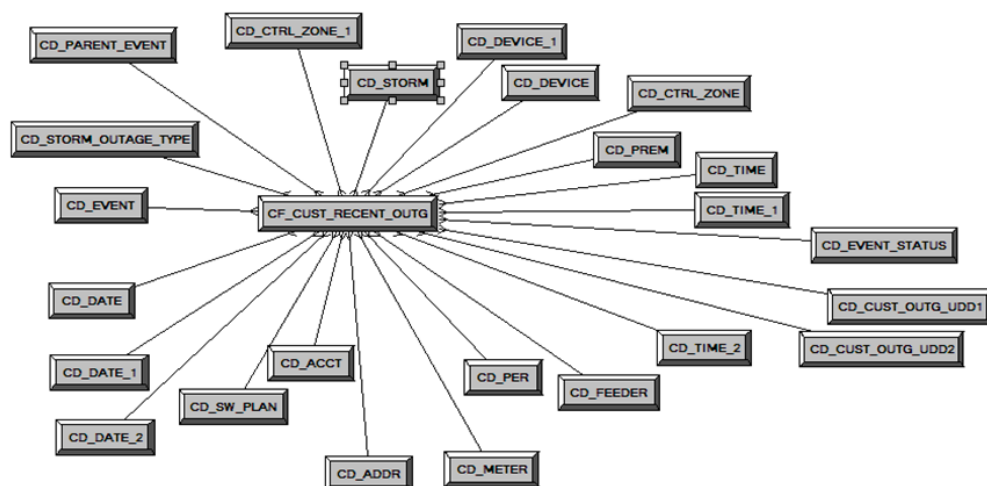 CD_PARENT_EVENT
CD_CTRL_ZONE_1
CD_DEVICE_1
CD_STORM
CD_DEVICE
CD_CTRL_ZONE
CD_STORM_OUTAGE_TYPE
CD_PREM
CD_TIME
CD_EVENT
CF_CUST_RECENT_OUTG
CD_TIME_1
CD_EVENT_STATUS
CD_DATE
CD_CUST_OUTG_UDD1
CD_DATE_1
CD_ACCT
CD_TIME_2
CD_CUST_OUTG_UDD2
CD_SW_PLAN
CD_PER
CD_FEEDER
CD_DATE_2
CD_ADDR
CD_METER